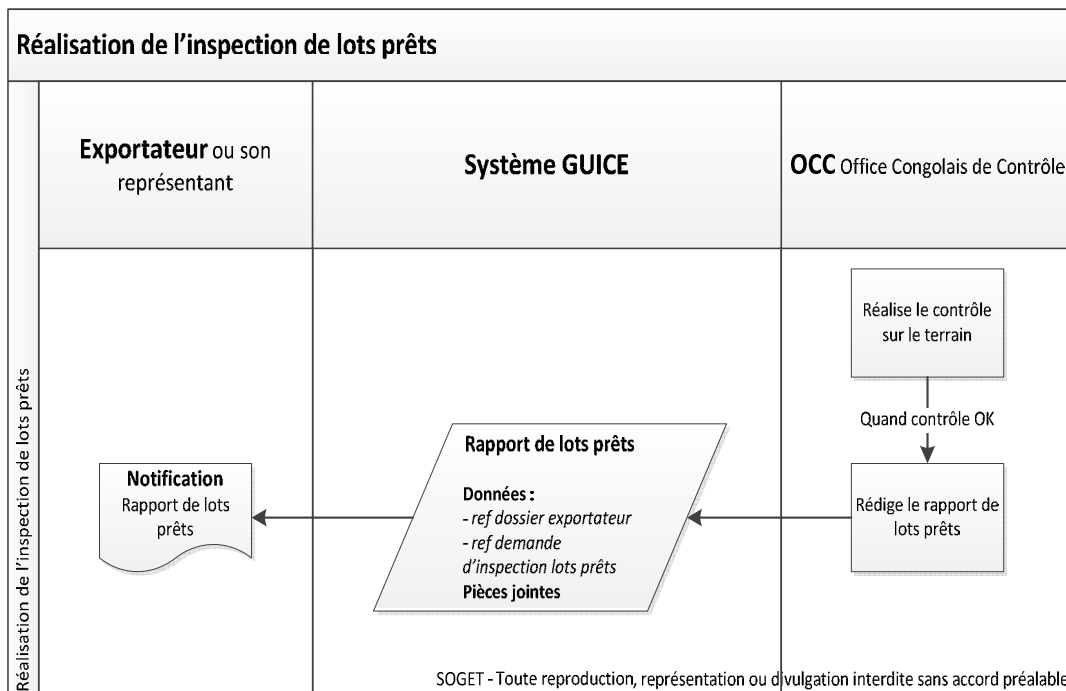 Réalisation de l'inspection de lots prêts
Réalisation de l'inspection de lots prêts
Exportateur ou son
représentant
Système GUICE
OCC Office Congolais de Contrôle
Réalise le contrôle
sur le terrain
Quand contrôle OK
Rédige le rapport de
lots prêts
Rapport de lots prêts
Données :
- ref dossier exportateur
- ref demande
d'inspection lots prêts
Pièces jointes
Notification
Rapport de lots
prêts
SOGET - Toute reproduction, représentation ou divulgation interdite sans accord préalable